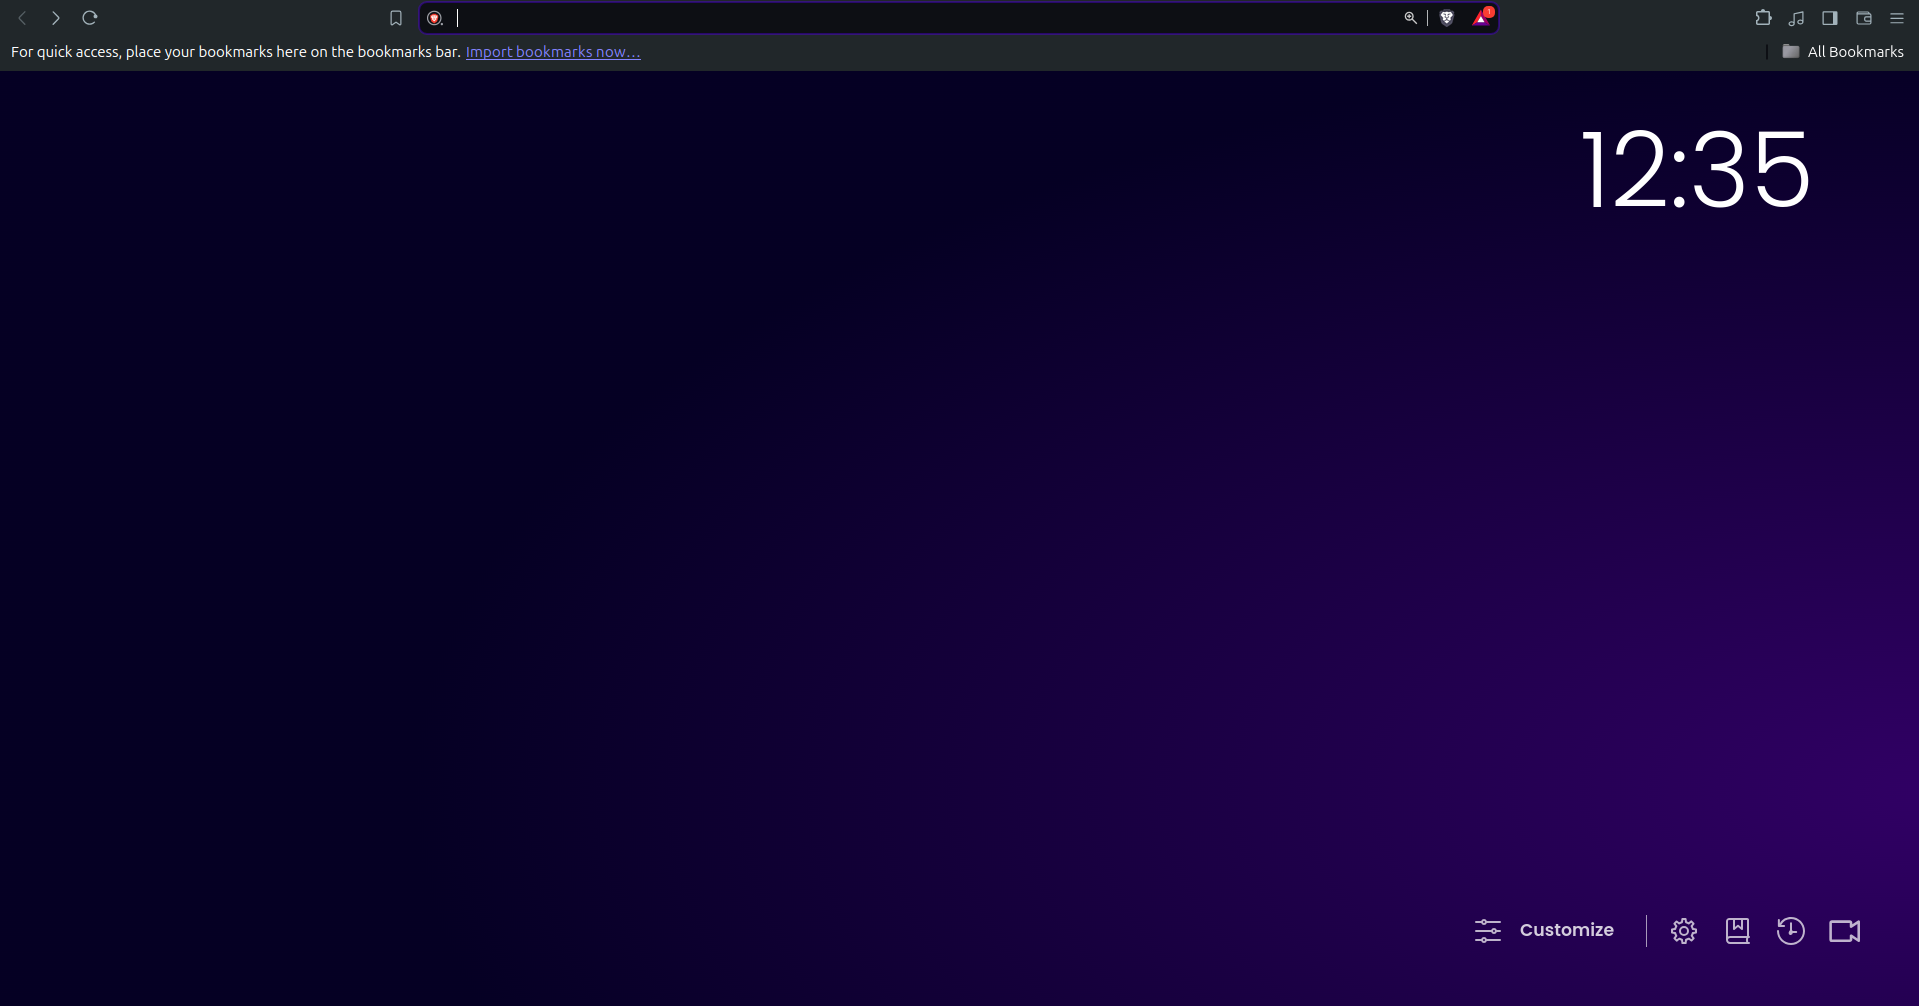 1
For quick access, place your bookmarks here on the bookmarks bar. Import bookmarks now...
All Bookmarks
12:35
Customize